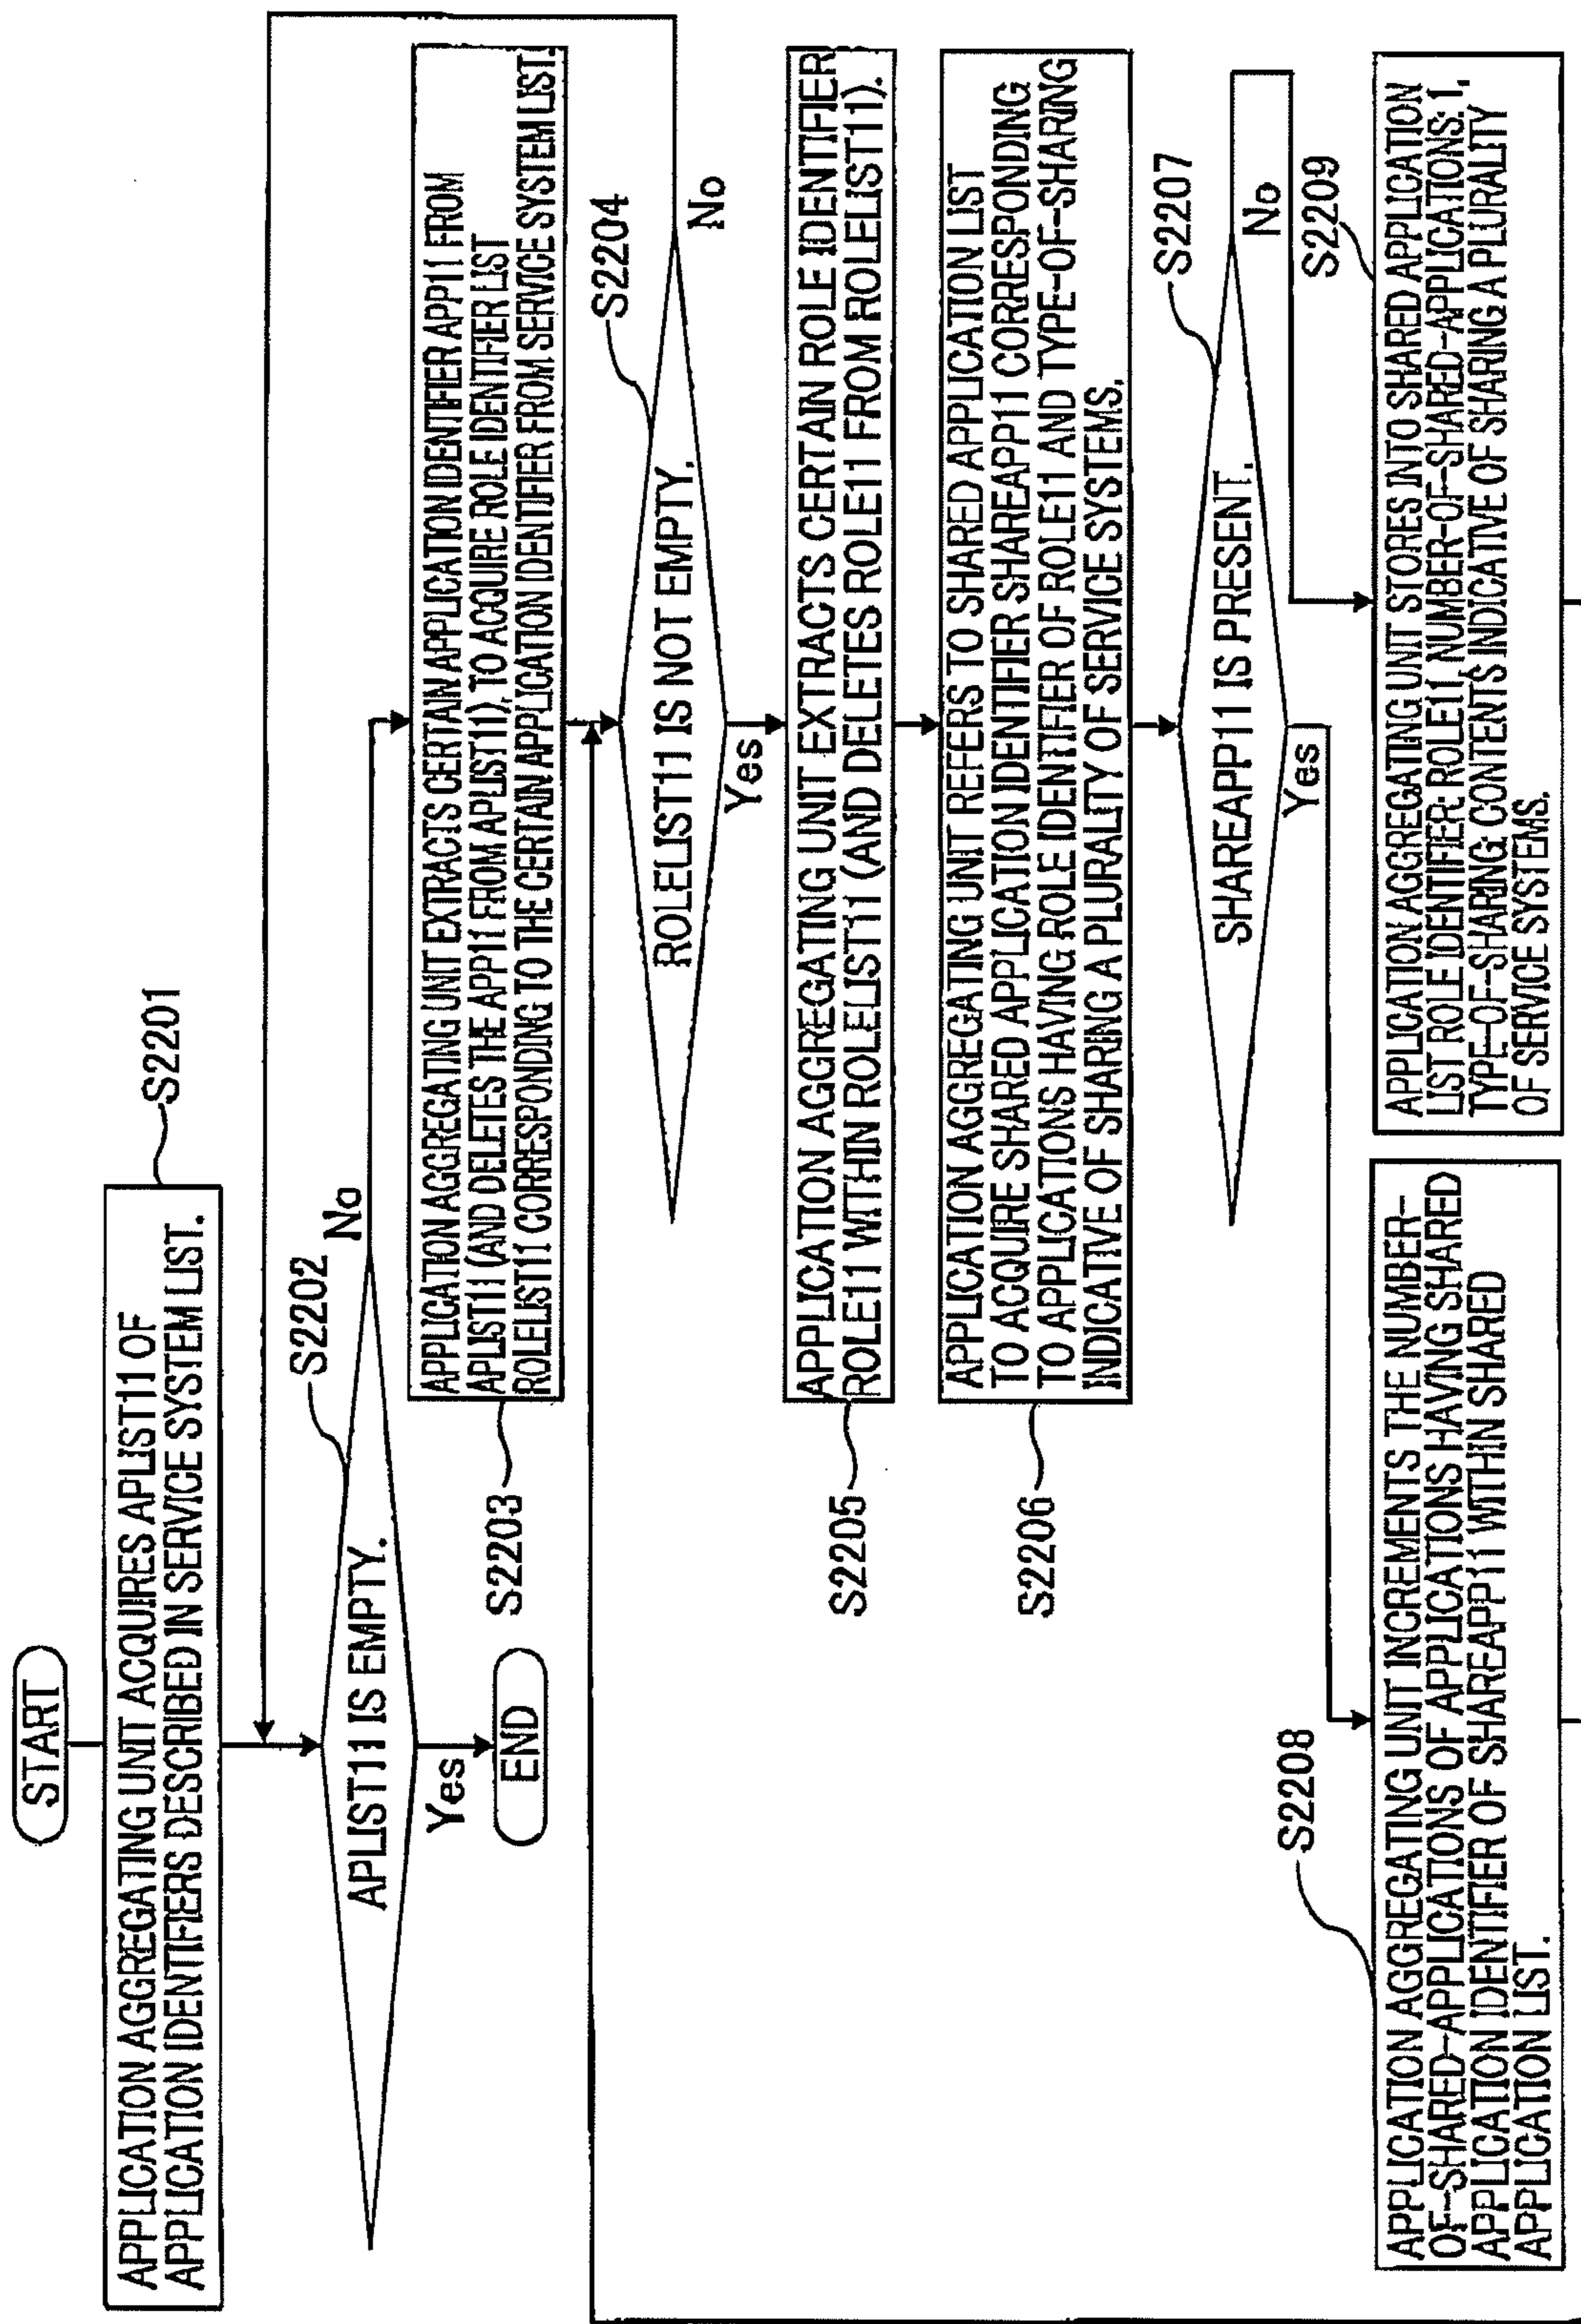 START
S2201
APPLICATION AGGREGATING UNIT ACQUIRES APLIST11 OF
APPLICATION IDENTIFIERS DESCRIBED IN SERVICE SYSTEM LIST.
S2202
APLIST11 IS EMPTY.
No
Yes
END
S2203
APPLICATION AGGREGATING UNIT EXTRACTS CERTAIN APPLICATION IDENTIFIER APP11 FROM
APLIST11 (AND DELETES THE APP11 FROM APLIST11), TO ACQUIRE ROLE IDENTIFIER LIST
ROLELIST11 CORRESPONDING TO THE CERTAIN APPLICATION IDENTIFIER FROM SERVICE SYSTEM LIST.
S2204
ROLELIST11 IS NOT EMPTY.
No
Yes
S2205
APPLICATION AGGREGATING UNIT EXTRACTS CERTAIN ROLE IDENTIFIER
ROLE11 WITHIN ROLELIST11 (AND DELETES ROLE11 FROM ROLELIST11).
S2206
APPLICATION AGGREGATING UNIT REFERS TO SHARED APPLICATION LIST
TO ACQUIRE SHARED APPLICATION IDENTIFIER SHAREAPP11 CORRESPONDING
TO APPLICATIONS HAVING ROLE IDENTIFIER OF ROLE11 AND TYPE-OF-SHARING
INDICATIVE OF SHARING A PLURALITY OF SERVICE SYSTEMS.
S2207
SHAREAPP11 IS PRESENT.
No
Yes
S2208
APPLICATION AGGREGATING UNIT INCREMENTS THE NUMBER-
OF-SHARED-APPLICATIONS OF APPLICATIONS HAVING SHARED
APPLICATION IDENTIFIER OF SHAREAPP11 WITHIN SHARED
APPLICATION LIST.
S2209
APPLICATION AGGREGATING UNIT STORES INTO SHARED APPLICATION
LIST ROLE IDENTIFIER: ROLE11, NUMBER-OF-SHARED-APPLICATIONS: 1,
TYPE-OF-SHARING: CONTENTS INDICATIVE OF SHARING A PLURALITY
OF SERVICE SYSTEMS.